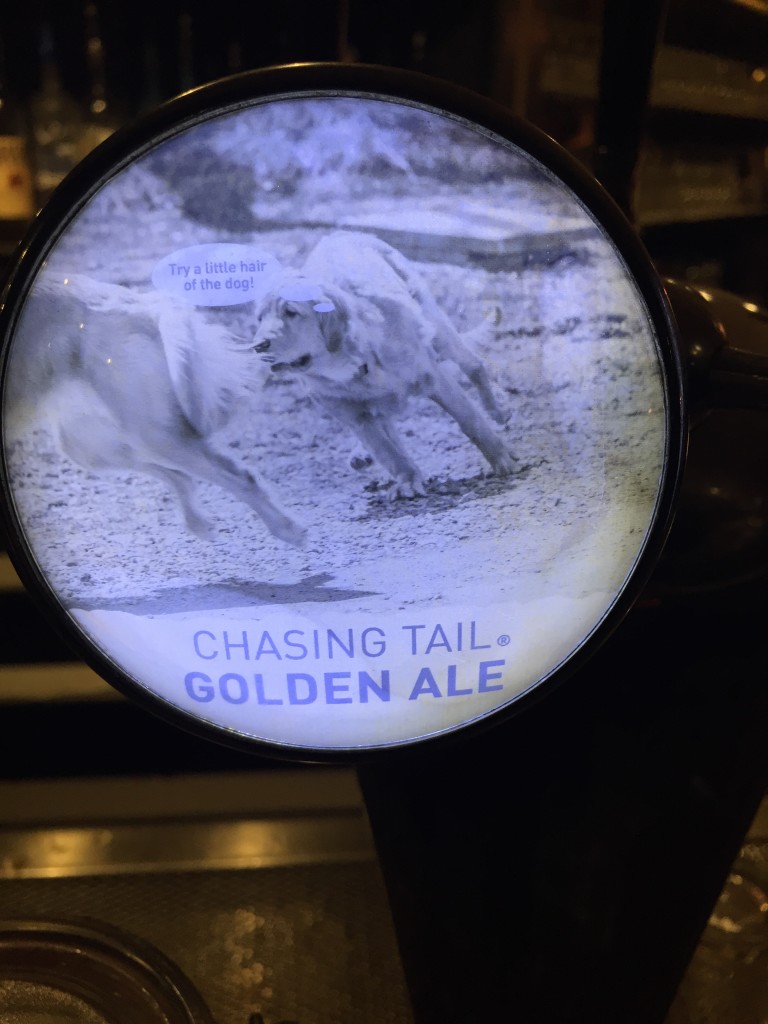 Try a little hair
of the dog!
CHASING TAIL®
GOLDEN ALE